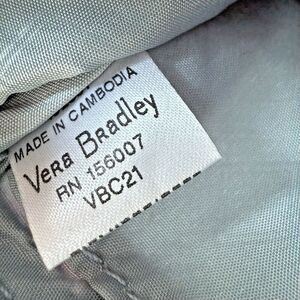 MADE IN CAMBODIA
Vera Bradley
RN 156007
VBC21